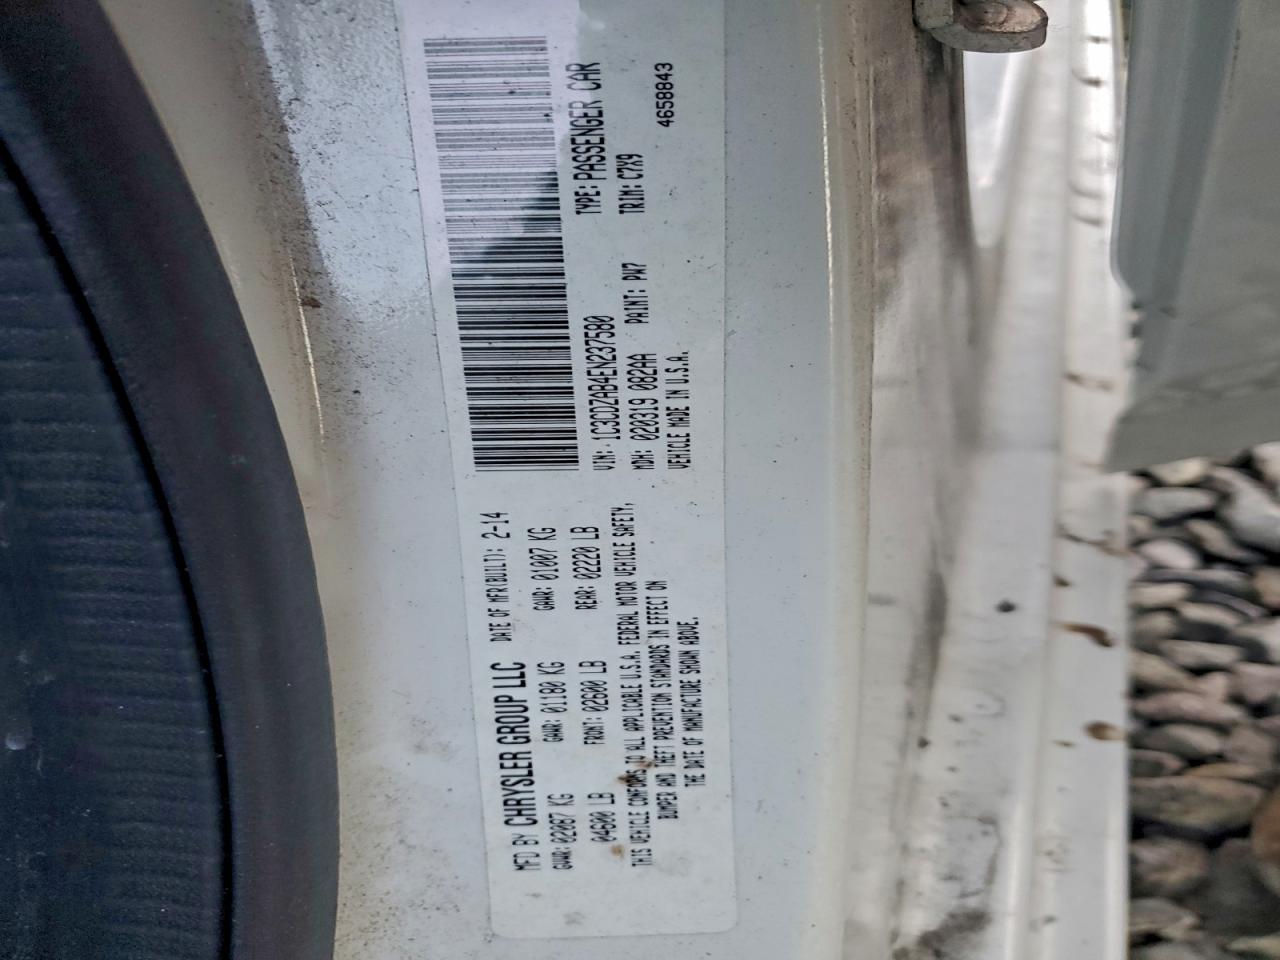 MFD BY CHRYSLER GROUP LLC DATE OF MFR(BUILT): 2-14
GVWR: 02087 KG GAWR: 01180 KG GAWR: 01007 KG
04600 LB FRONT: 02600 LB REAR: 02220 LB
THIS VEHICLE CONFORMS TO ALL APPLICABLE U.S.A. FEDERAL MOTOR VEHICLE SAFETY,
BUMPER AND THEFT PREVENTION STANDARDS IN EFFECT ON
THE DATE OF MANUFACTURE SHOWN ABOVE.
VIN: 1C3CDZAB4EN237580 TYPE: PASSENGER CAR
MDH: 020319 082AA PAINT: PW7 TRIM: C7X9
VEHICLE MADE IN U.S.A. 4658843